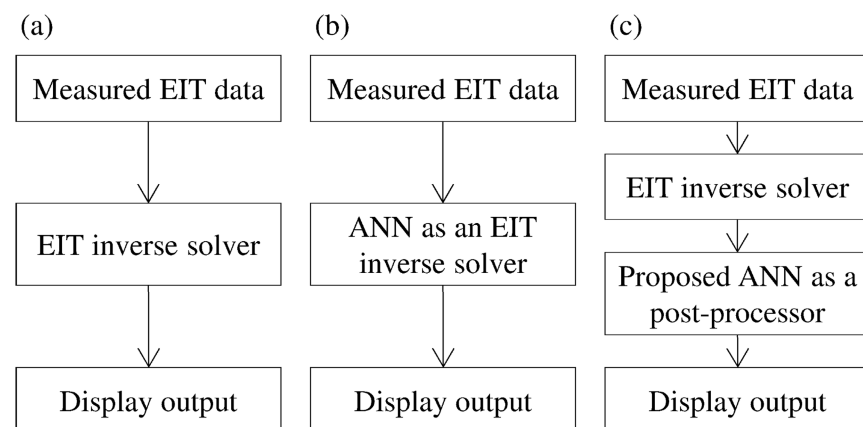 (a)
Measured EIT data
EIT inverse solver
Display output
(b)
Measured EIT data
ANN as an EIT
inverse solver
Display output
(c)
Measured EIT data
EIT inverse solver
Proposed ANN as a
post-processor
Display output